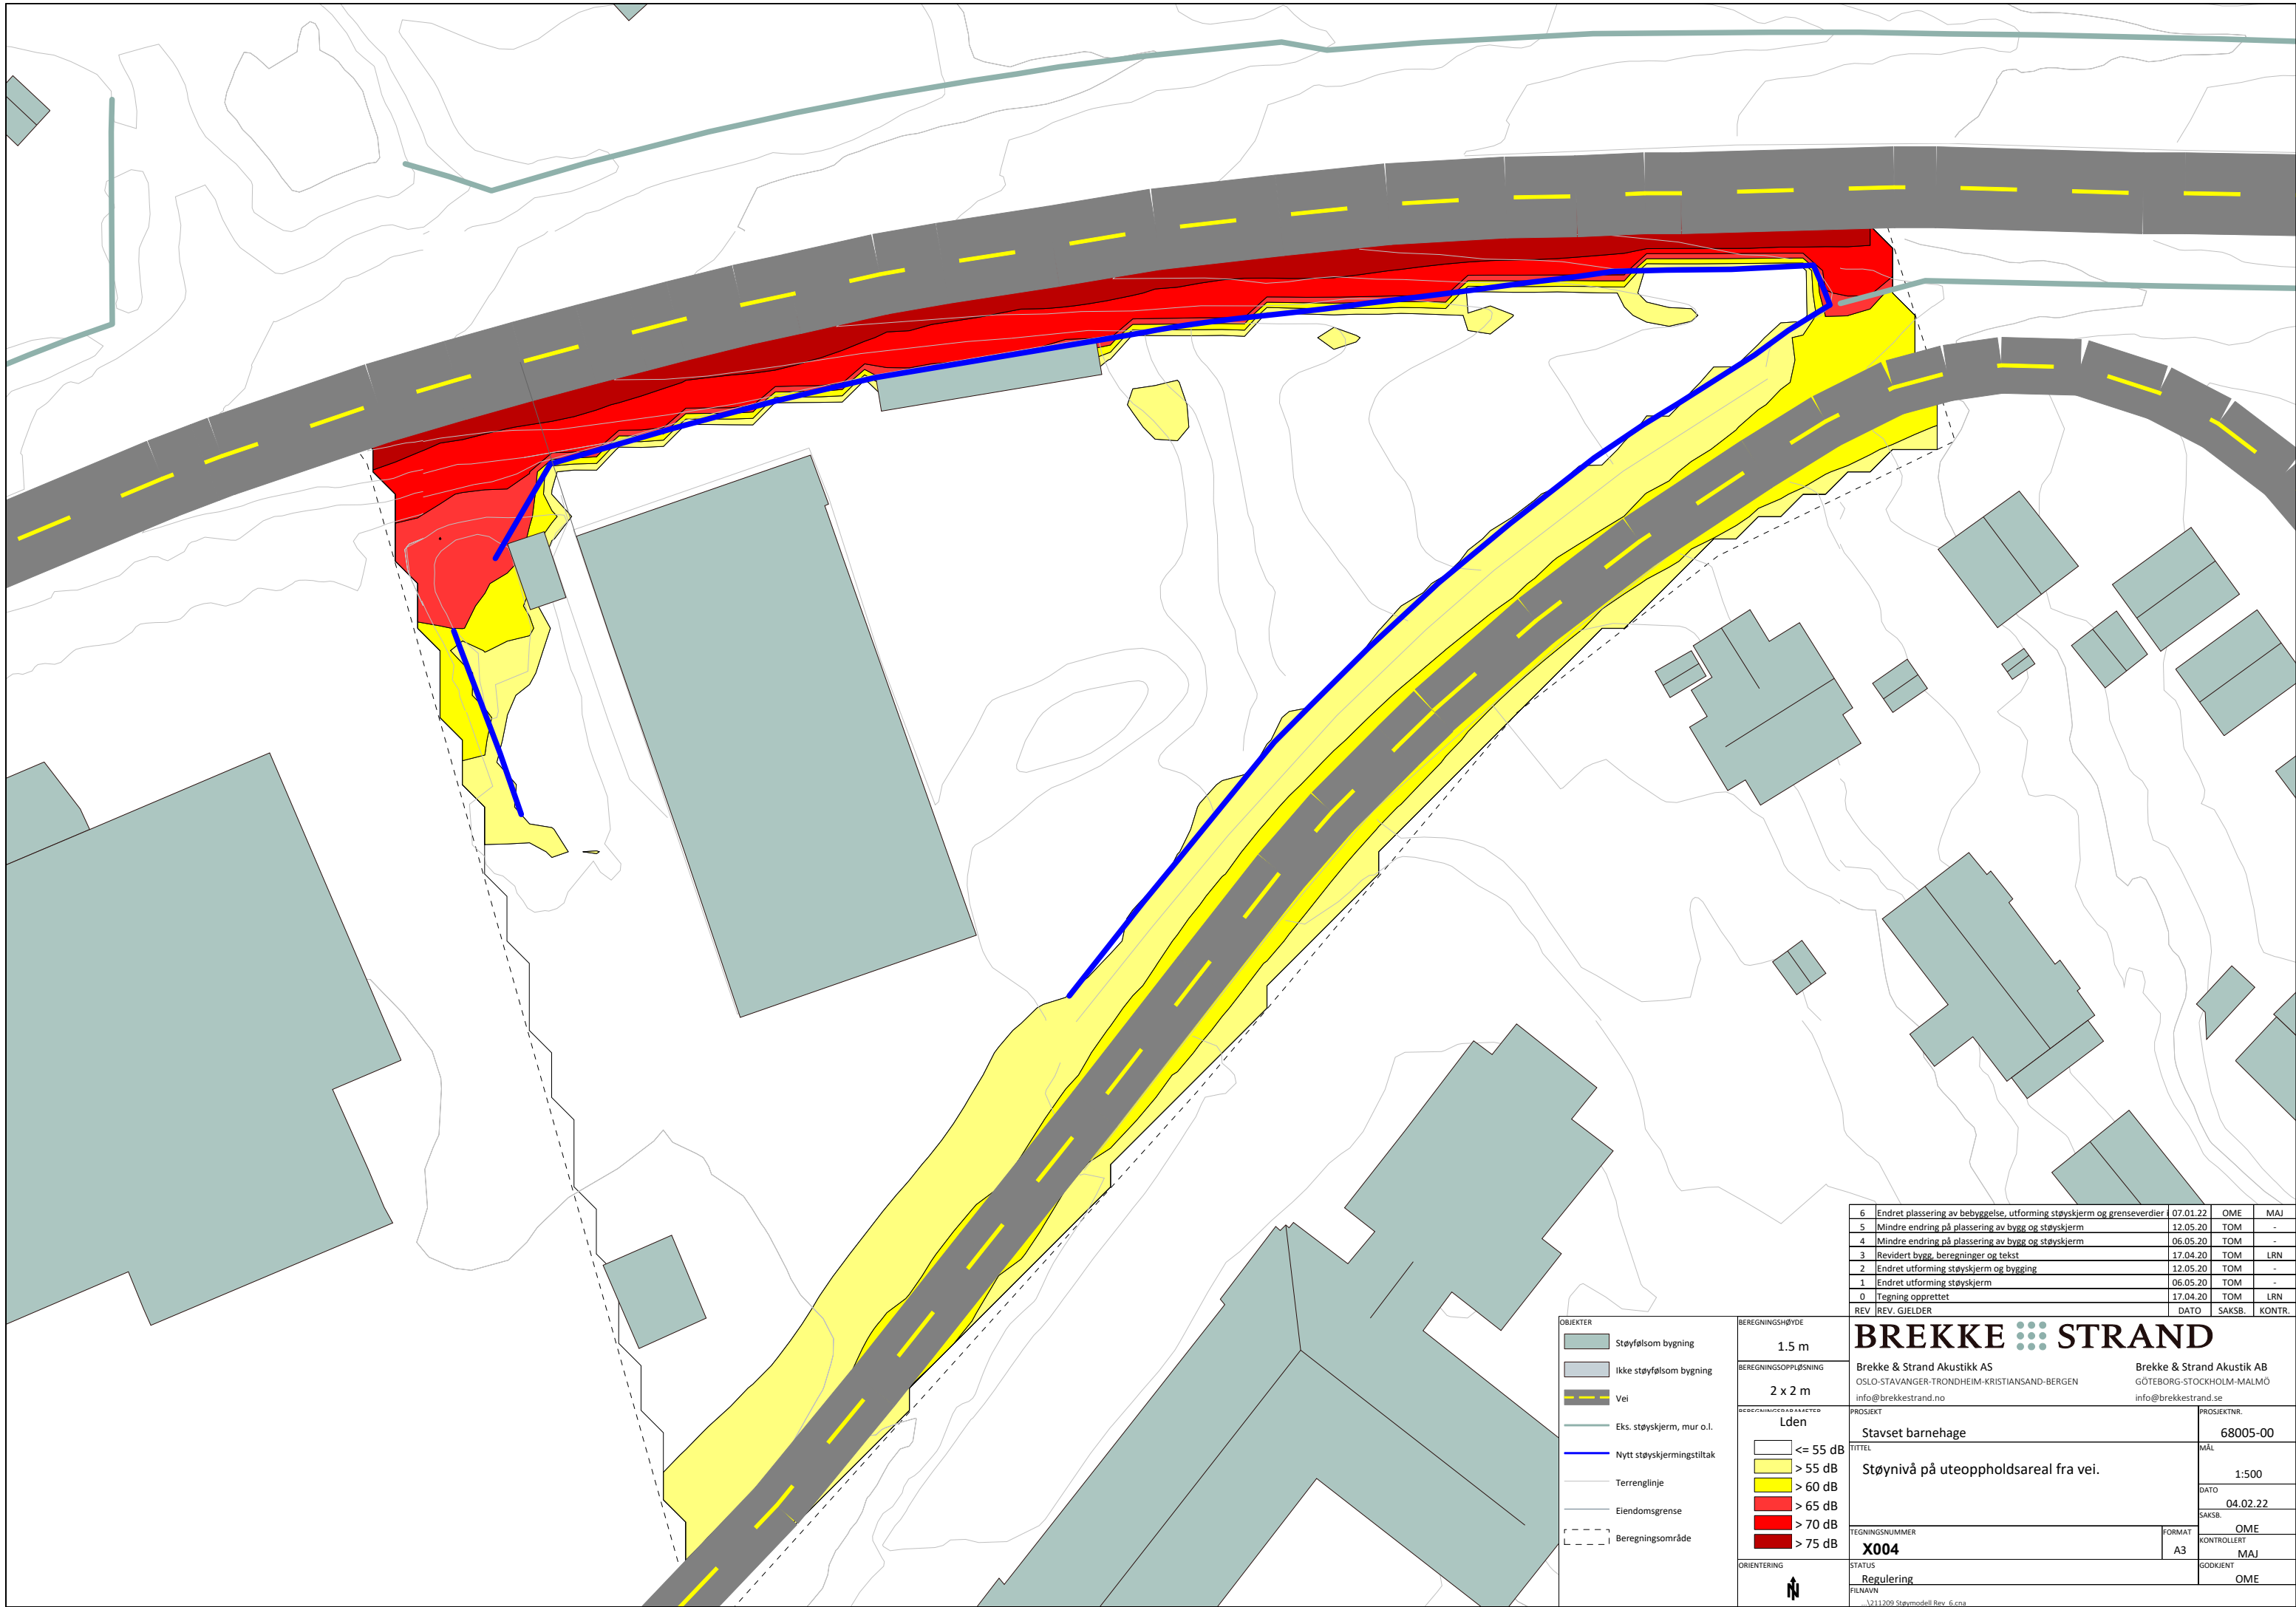 6 Endret plassering av bebyggelse, utforming støyskjerm og grenseverdier i 07.01.22 OME MAJ
5 Mindre endring på plassering av bygg og støyskjerm 12.05.20 TOM -
4 Mindre endring på plassering av bygg og støyskjerm 06.05.20 TOM -
3 Revidert bygg, beregninger og tekst 17.04.20 TOM LRN
2 Endret utforming støyskjerm og bygging 12.05.20 TOM -
1 Endret utforming støyskjerm 06.05.20 TOM -
0 Tegning opprettet 17.04.20 TOM LRN
REV REV. GJELDER DATO SAKSB. KONTR.
OBJEKTER
Støyfølsom bygning
Ikke støyfølsom bygning
Vei
Eks. støyskjerm, mur o.l.
Nytt støyskjermingstiltak
Terrenglinje
Eiendomsgrense
Beregningsområde
BEREGNINGSHØYDE
1.5 m
BEREGNINGSOPPLØSNING
2 x 2 m
BEREGNINGSPARAMETER
Lden
<= 55 dB
> 55 dB
> 60 dB
> 65 dB
> 70 dB
> 75 dB
ORIENTERING
N
BREKKE STRAND
Brekke & Strand Akustikk AS
OSLO-STAVANGER-TRONDHEIM-KRISTIANSAND-BERGEN
info@brekkestrand.no
Brekke & Strand Akustik AB
GÖTEBORG-STOCKHOLM-MALMÖ
info@brekkestrand.se
PROSJEKT
Stavset barnehage
PROSJEKTNR.
68005-00
TITTEL
Støynivå på uteoppholdsareal fra vei.
MÅL
1:500
DATO
04.02.22
SAKSB.
OME
TEGNINGSNUMMER
X004
FORMAT
A3
KONTROLLERT
MAJ
STATUS
Regulering
GODKJENT
OME
FILNAVN
...\211209 Støymodell Rev_6.cna